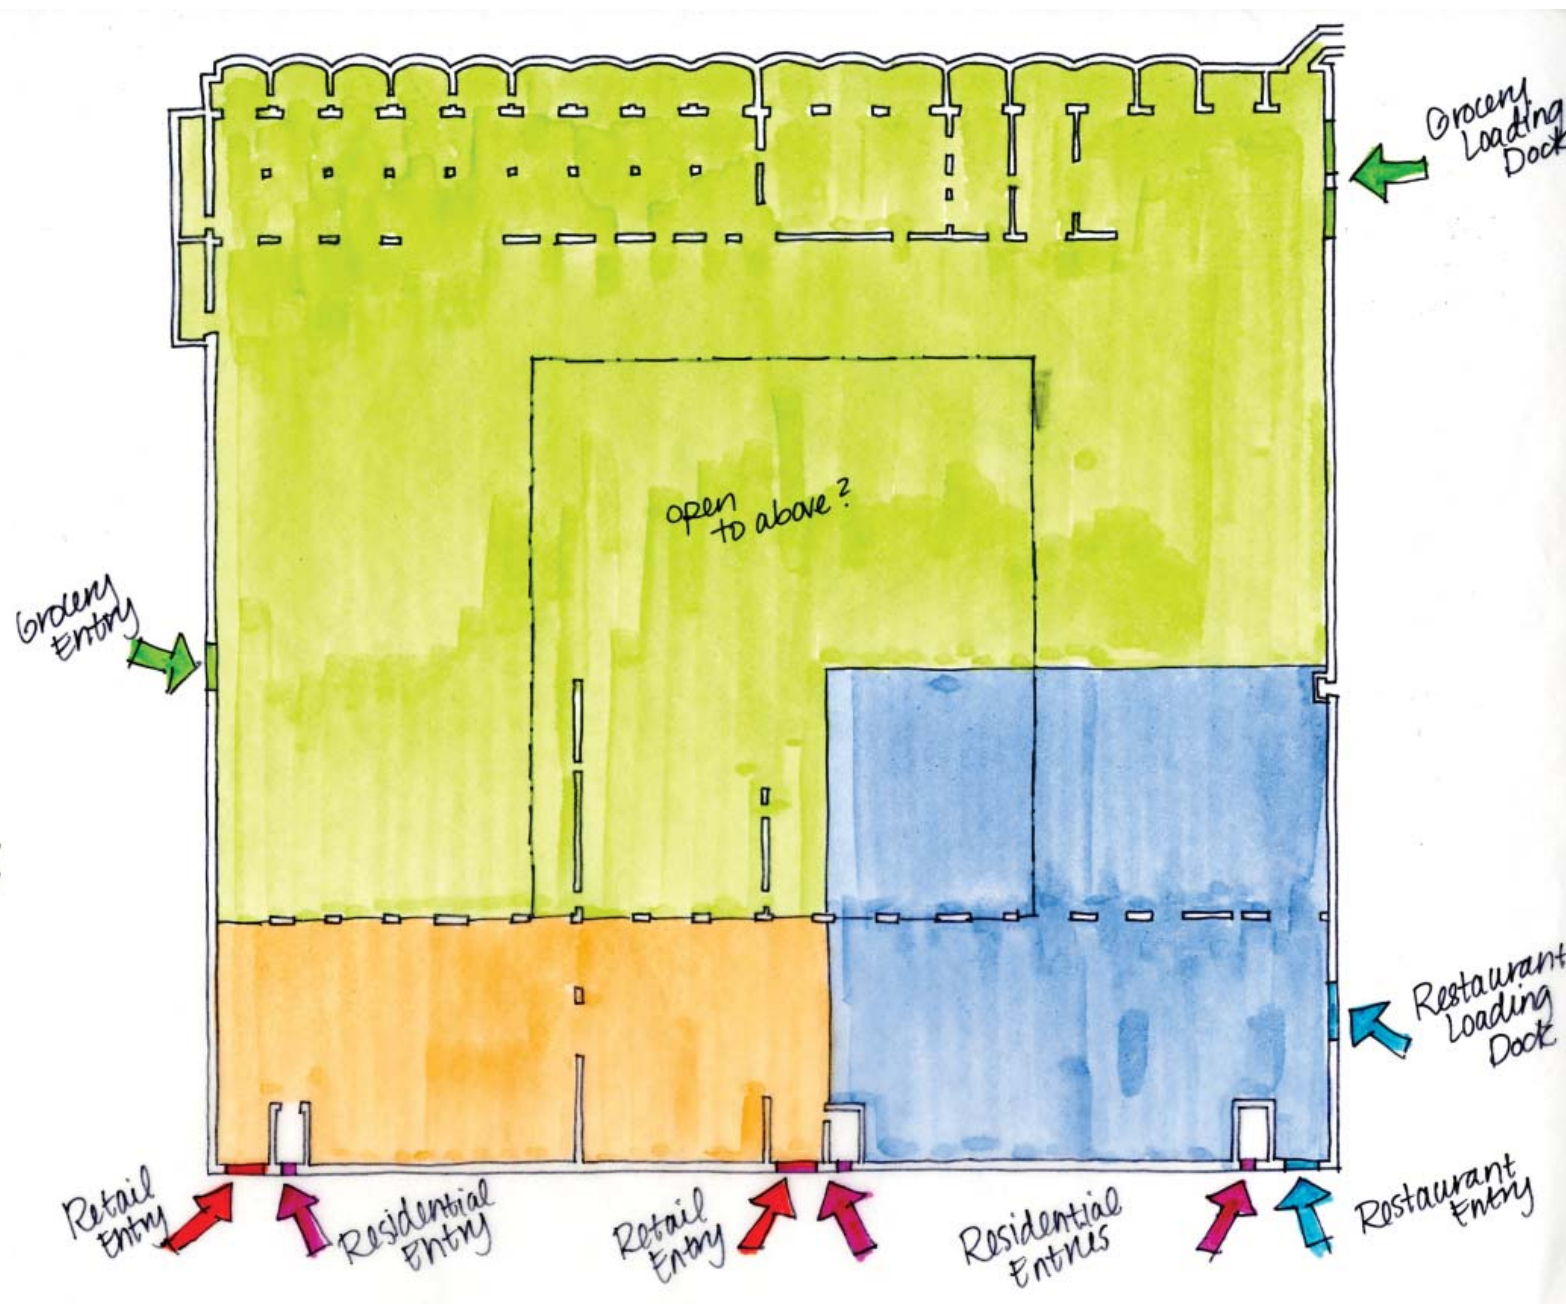 Grocery
Loading
Dock
open
to above?
Grocery
Entry
Restaurant
Loading
Dock
Retail
Entry
Residential
Entry
Retail
Entry
Residential
Entries
Restaurant
Entry